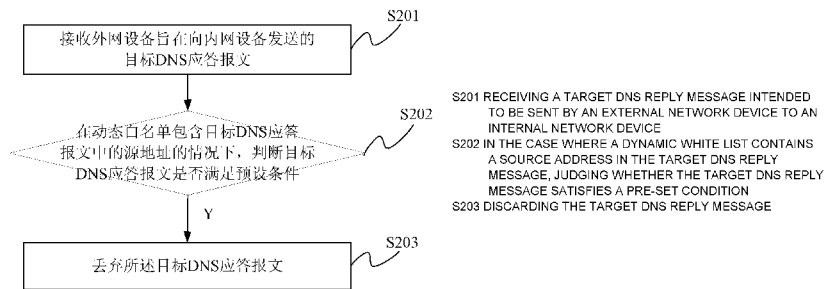 S201
接收外网设备旨在向内网设备发送的
目标DNS应答报文
S202
在动态白名单包含目标DNS应答
报文中的源地址的情况下，判断目标
DNS应答报文是否满足预设条件
Y
S203
丢弃所述目标DNS应答报文
S201 RECEIVING A TARGET DNS REPLY MESSAGE INTENDED
TO BE SENT BY AN EXTERNAL NETWORK DEVICE TO AN
INTERNAL NETWORK DEVICE
S202 IN THE CASE WHERE A DYNAMIC WHITE LIST CONTAINS
A SOURCE ADDRESS IN THE TARGET DNS REPLY
MESSAGE, JUDGING WHETHER THE TARGET DNS REPLY
MESSAGE SATISFIES A PRE-SET CONDITION
S203 DISCARDING THE TARGET DNS REPLY MESSAGE